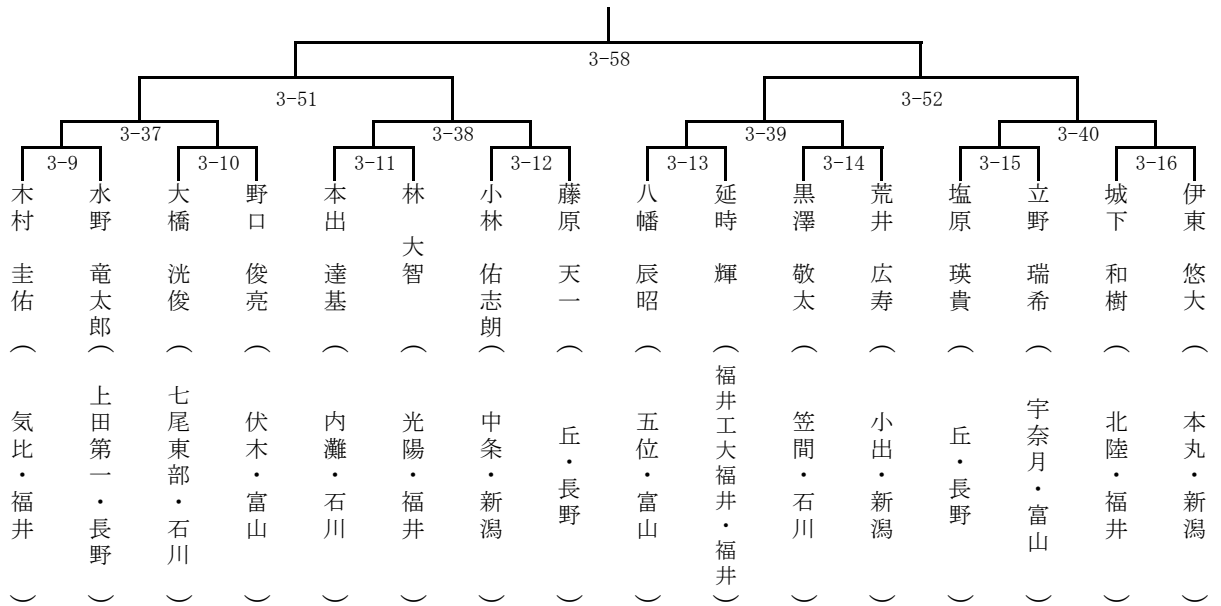 3-58
3-51
3-52
3-37
3-38
3-39
3-40
3-9
3-10
3-11
3-12
3-13
3-14
3-15
3-16
木村 圭佑（気比・福井）
水野 竜太郎（上田第一・長野）
大橋 洸俊（七尾東部・石川）
野口 俊亮（伏木・富山）
本出 達基（内灘・石川）
林 大智（光陽・福井）
小林 佑志朗（中条・新潟）
藤原 天一（丘・長野）
八幡 辰昭（五位・富山）
延時 輝（福井工大福井・福井）
黒澤 敬太（笠間・石川）
荒井 広寿（小出・新潟）
塩原 瑛貴（丘・長野）
立野 瑞希（宇奈月・富山）
城下 和樹（北陸・福井）
伊東 悠大（本丸・新潟）